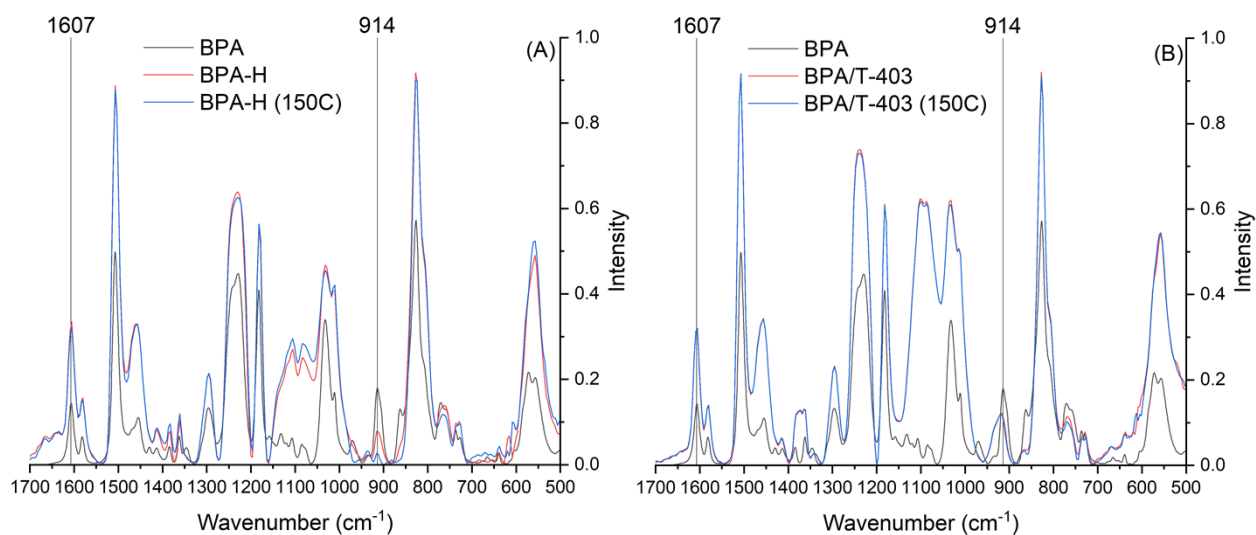 1607
914
(A)
BPA
BPA-H
BPA-H (150C)
1.0
0.8
0.6
0.4
0.2
0.0
Intensity
1700 1600 1500 1400 1300 1200 1100 1000 900 800 700 600 500
Wavenumber (cm⁻¹)
1607
914
(B)
BPA
BPA/T-403
BPA/T-403 (150C)
1.0
0.8
0.6
0.4
0.2
0.0
Intensity
1700 1600 1500 1400 1300 1200 1100 1000 900 800 700 600 500
Wavenumber (cm⁻¹)